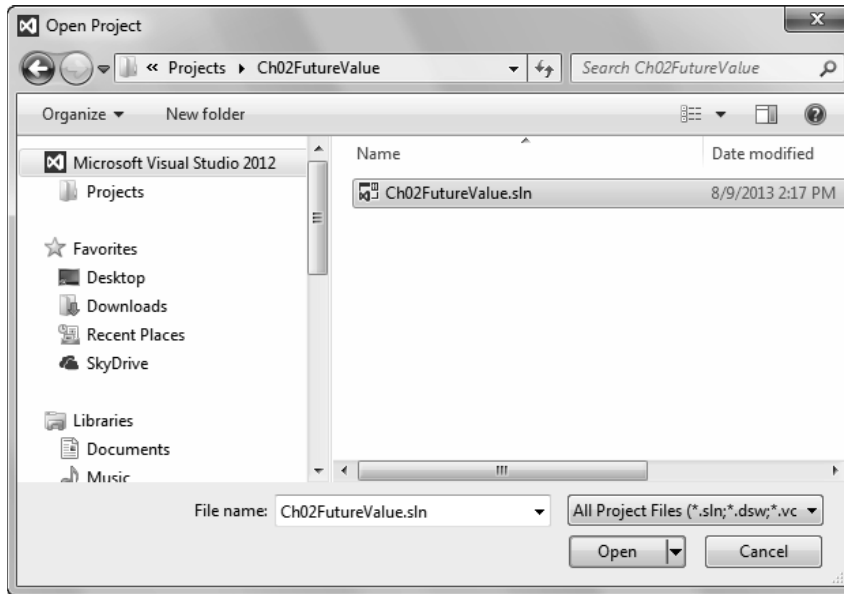 Open Project
« Projects ▸ Ch02FutureValue
Search Ch02FutureValue
Organize
New folder
Name
Date modified
Microsoft Visual Studio 2012
Projects
Ch02FutureValue.sln
8/9/2013 2:17 PM
Favorites
Desktop
Downloads
Recent Places
SkyDrive
Libraries
Documents
Music
File name:
Ch02FutureValue.sln
All Project Files (*.sln;*.dsw;*.vc
Open
Cancel